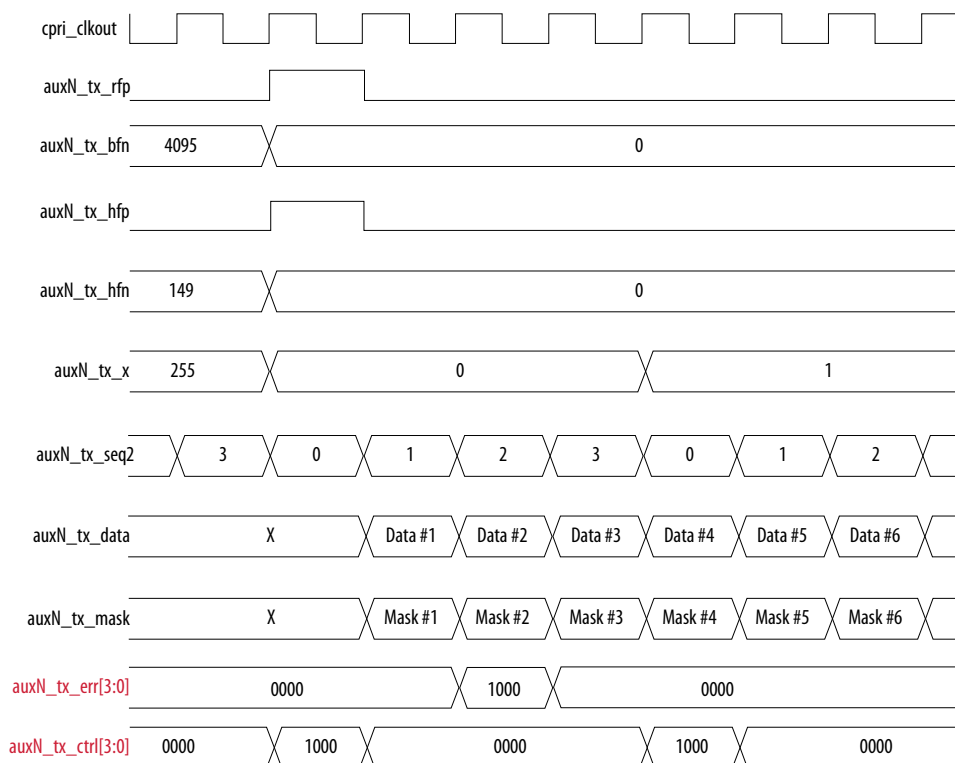 cpri_clkout
auxN_tx_rfp
auxN_tx_bfn 4095 0
auxN_tx_hfp
auxN_tx_hfn 149 0
auxN_tx_x 255 0 1
auxN_tx_seq 2 3 0 1 2 3 0 1 2
auxN_tx_data X Data #1 Data #2 Data #3 Data #4 Data #5 Data #6
auxN_tx_mask X Mask #1 Mask #2 Mask #3 Mask #4 Mask #5 Mask #6
auxN_tx_err[3:0] 0000 1000 0000
auxN_tx_ctrl[3:0] 0000 1000 0000 1000 0000